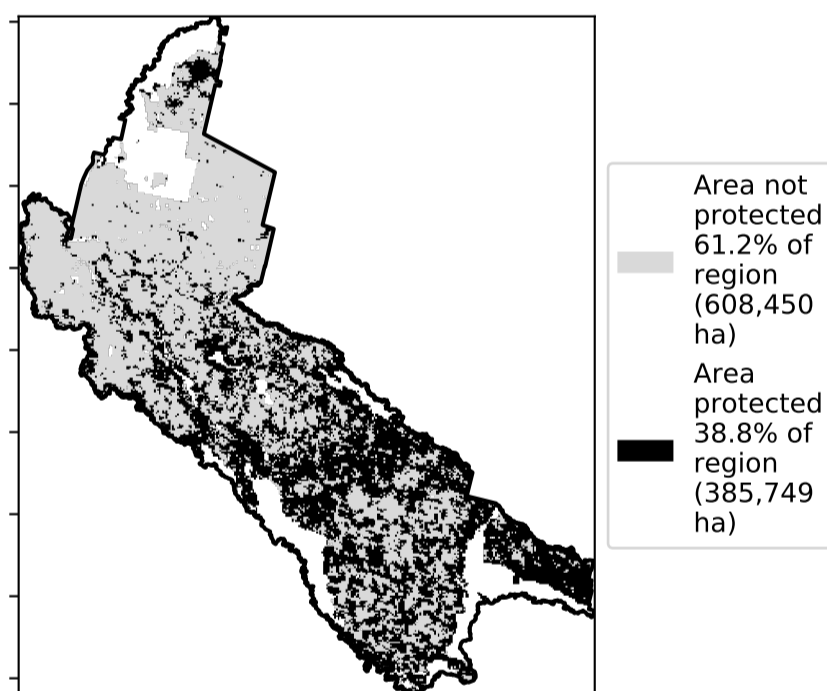 Area not
protected
61.2% of
region
(608,450
ha)
Area
protected
38.8% of
region
(385,749
ha)